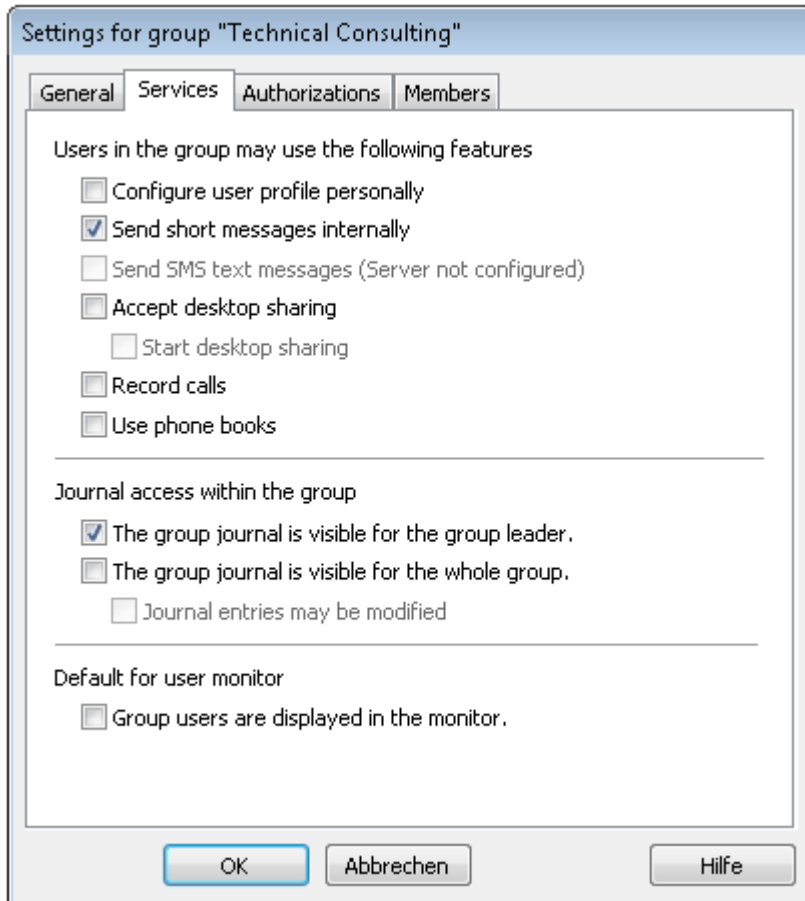 Settings for group "Technical Consulting"
General Services Authorizations Members
Users in the group may use the following features
Configure user profile personally
Send short messages internally
Send SMS text messages (Server not configured)
Accept desktop sharing
Start desktop sharing
Record calls
Use phone books
Journal access within the group
The group journal is visible for the group leader.
The group journal is visible for the whole group.
Journal entries may be modified
Default for user monitor
Group users are displayed in the monitor.
OK Abbrechen Hilfe